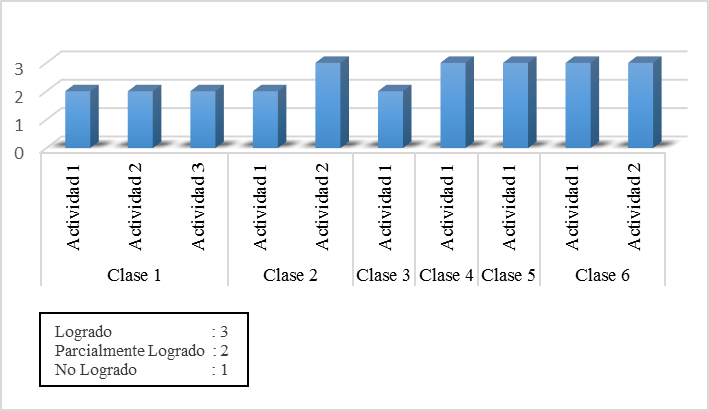 3
2
1
0
Actividad 1
Actividad 2
Actividad 3
Actividad 1
Actividad 2
Actividad 1
Actividad 1
Actividad 1
Actividad 1
Actividad 2
Clase 1
Clase 2
Clase 3
Clase 4
Clase 5
Clase 6
Logrado : 3
Parcialmente Logrado : 2
No Logrado : 1